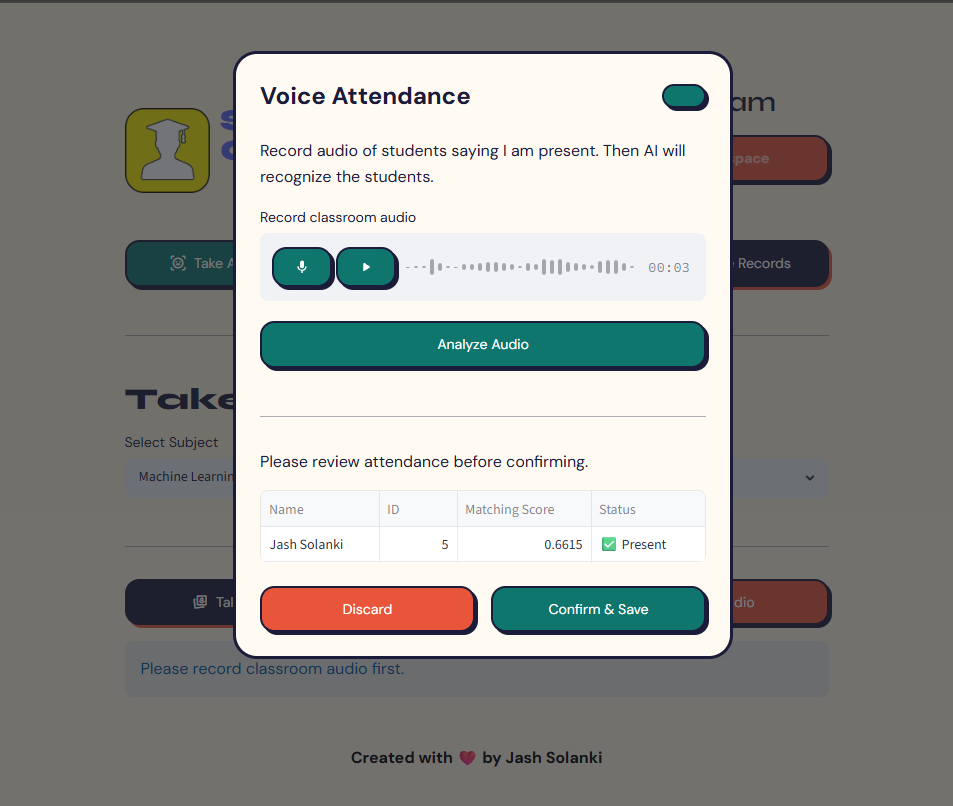 Voice Attendance
Record audio of students saying I am present. Then AI will
recognize the students.
Record classroom audio
00:03
Analyze Audio
Please review attendance before confirming.
Name ID Matching Score Status
Jash Solanki 5 0.6615 ✅ Present
Discard Confirm & Save
Take
Select Subject
Machine
Records
Please record classroom audio first.
Created with 💗 by Jash Solanki